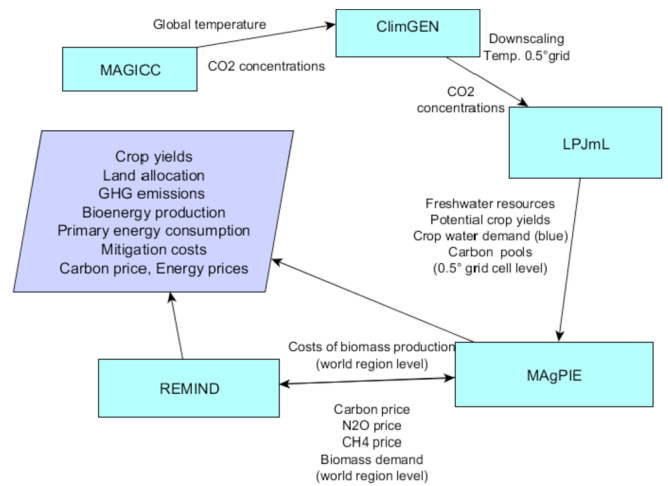 Global temperature
ClimGEN
MAGICC
CO2 concentrations
Downscaling
Temp. 0.5°grid
CO2
concentrations
LPJmL
Crop yields
Land allocation
GHG emissions
Bioenergy production
Primary energy consumption
Mitigation costs
Carbon price, Energy prices
Freshwater resources
Potential crop yields
Crop water demand (blue)
Carbon pools
(0.5° grid cell level)
Costs of biomass production
(world region level)
REMIND
MAgPIE
Carbon price
N2O price
CH4 price
Biomass demand
(world region level)